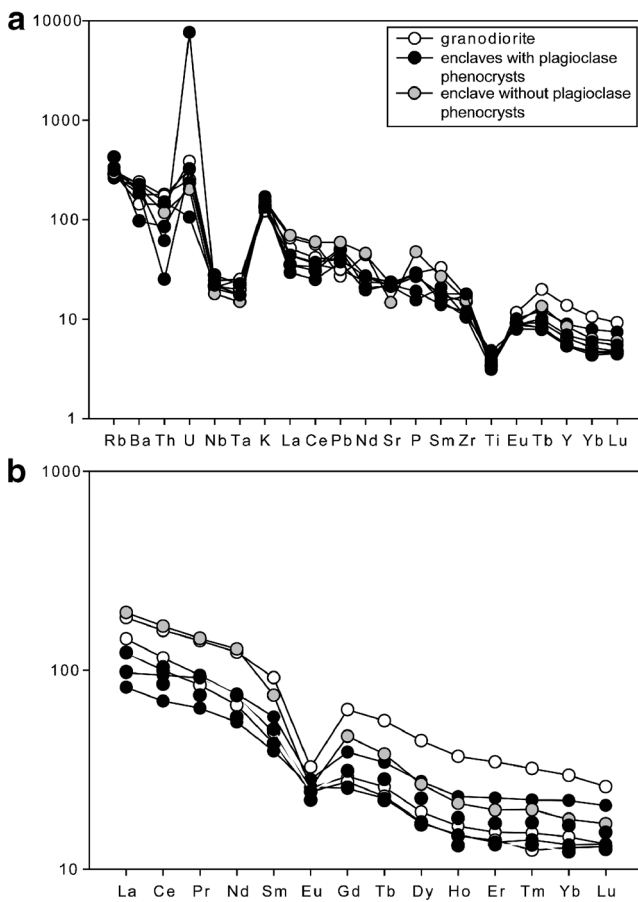 a
10000
1000
100
10
1
granodiorite
enclaves with plagioclase
phenocrysts
enclave without plagioclase
phenocrysts
Rb Ba Th U Nb Ta K La Ce Pb Nd Sr P Sm Zr Ti Eu Tb Y Yb Lu
b
1000
100
10
La Ce Pr Nd Sm Eu Gd Tb Dy Ho Er Tm Yb Lu